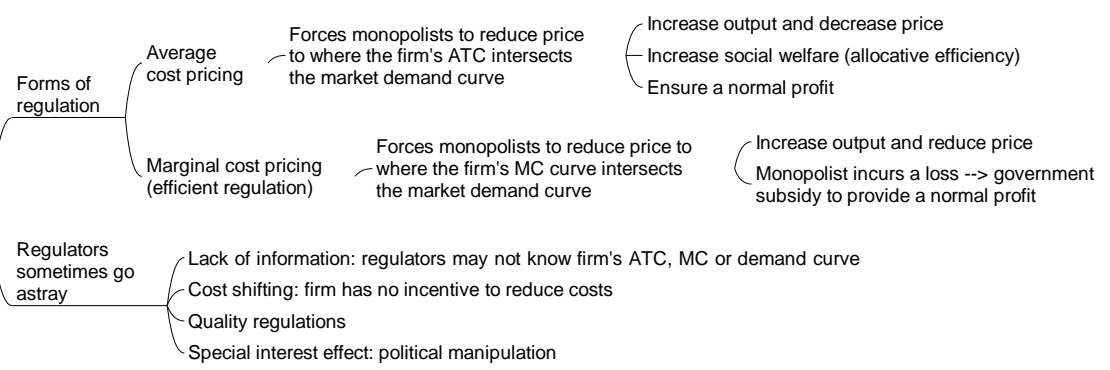 Forms of
regulation
Average
cost pricing
Forces monopolists to reduce price
to where the firm's ATC intersects
the market demand curve
Increase output and decrease price
Increase social welfare (allocative efficiency)
Ensure a normal profit
Marginal cost pricing
(efficient regulation)
Forces monopolists to reduce price to
where the firm's MC curve intersects
the market demand curve
Increase output and reduce price
Monopolist incurs a loss --> government
subsidy to provide a normal profit
Regulators
sometimes go
astray
Lack of information: regulators may not know firm's ATC, MC or demand curve
Cost shifting: firm has no incentive to reduce costs
Quality regulations
Special interest effect: political manipulation